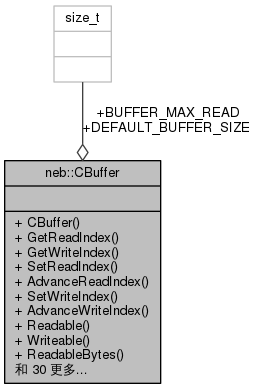 size_t
+BUFFER_MAX_READ
+DEFAULT_BUFFER_SIZE
neb::CBuffer
+ CBuffer()
+ GetReadIndex()
+ GetWriteIndex()
+ SetReadIndex()
+ AdvanceReadIndex()
+ SetWriteIndex()
+ AdvanceWriteIndex()
+ Readable()
+ Writeable()
+ ReadableBytes()
和 30 更多...